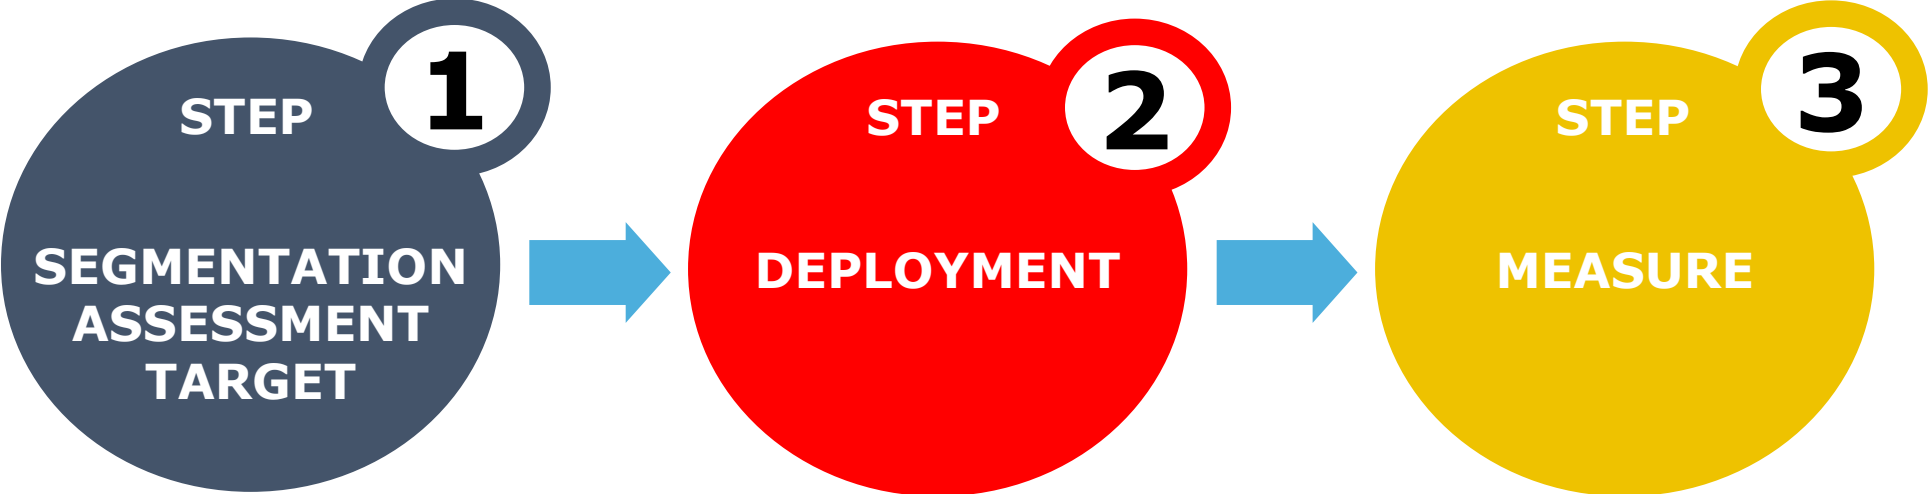 STEP 1
SEGMENTATION
ASSESSMENT
TARGET
STEP 2
DEPLOYMENT
STEP 3
MEASURE